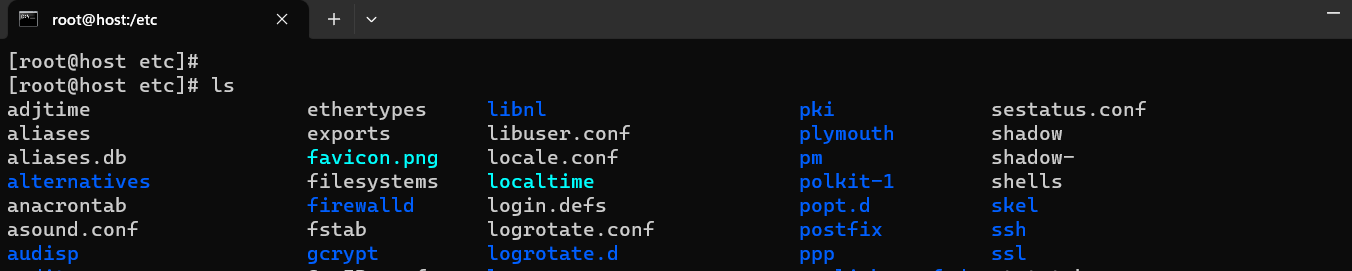 root@host:/etc
[root@host etc]#
[root@host etc]# ls
adjtime ethertypes libnl pki sestatus.conf
aliases exports libuser.conf plymouth shadow
aliases.db favicon.png locale.conf pm shadow-
alternatives filesystems localtime polkit-1 shells
anacrontab firewalld login.defs popt.d skel
asound.conf fstab logrotate.conf postfix ssh
audisp gcrypt logrotate.d ppp ssl